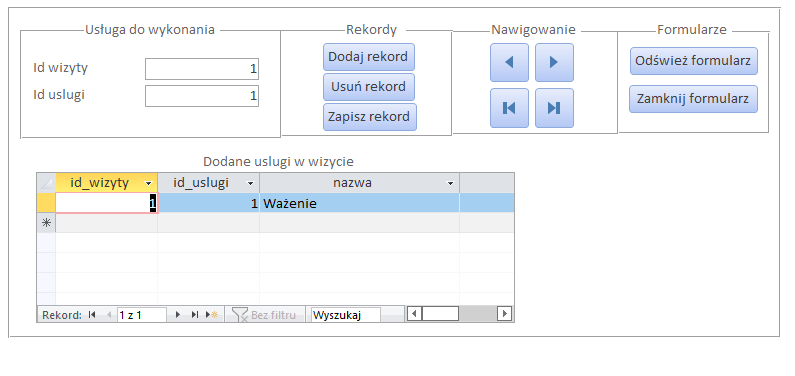 Usługa do wykonania
Id wizyty 1
Id uslugi 1
Rekordy
Dodaj rekord
Usuń rekord
Zapisz rekord
Nawigowanie
Formularze
Odśwież formularz
Zamknij formularz
Dodane uslugi w wizycie
id_wizyty id_uslugi nazwa
1 1 Ważenie
Rekord: 1 z 1 Bez filtru Wyszukaj